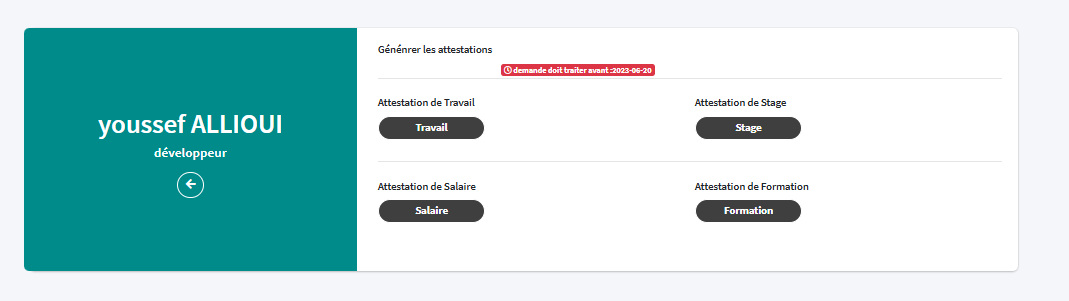 youssef ALLIOUI
développeur
Génénrer les attestations
demande doit traiter avant :2023-06-20
Attestation de Travail
Travail
Attestation de Stage
Stage
Attestation de Salaire
Salaire
Attestation de Formation
Formation